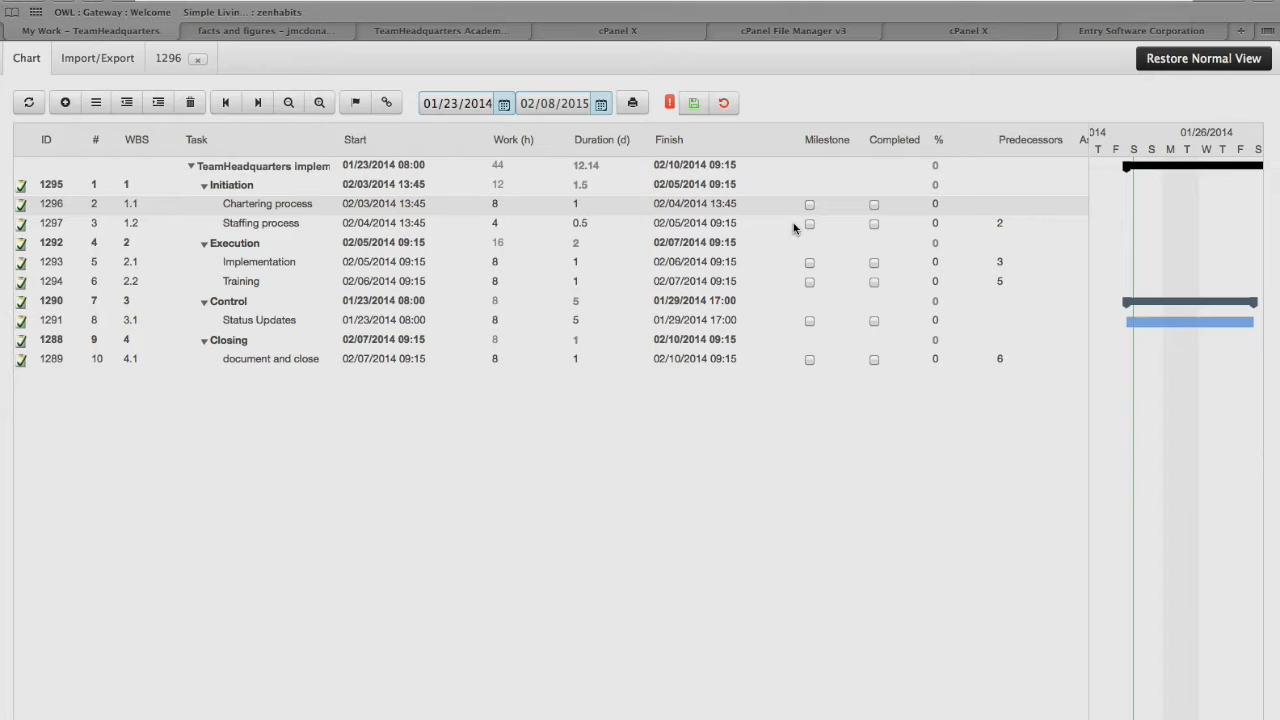 OWL : Gateway : Welcome Simple Livin... : zenhabits
My Work - TeamHeadquarters facts and figures - jmcdona... TeamHeadquarters Academ... cPanel X cPanel File Manager v3 cPanel X Entry Software Corporation +
Chart Import/Export 1296 x Restore Normal View
01/23/2014 02/08/2015 !
ID # WBS Task Start Work (h) Duration (d) Finish Milestone Completed % Predecessors As 014 01/26/2014
T F S S M T W T F S
TeamHeadquarters implem 01/23/2014 08:00 44 12.14 02/10/2014 09:15 0
1295 1 1 Initiation 02/03/2014 13:45 12 1.5 02/05/2014 09:15 0
1296 2 1.1 Chartering process 02/03/2014 13:45 8 1 02/04/2014 13:45 0
1297 3 1.2 Staffing process 02/04/2014 13:45 4 0.5 02/05/2014 09:15 0 2
1292 4 2 Execution 02/05/2014 09:15 16 2 02/07/2014 09:15 0
1293 5 2.1 Implementation 02/05/2014 09:15 8 1 02/06/2014 09:15 0 3
1294 6 2.2 Training 02/06/2014 09:15 8 1 02/07/2014 09:15 0 5
1290 7 3 Control 01/23/2014 08:00 8 5 01/29/2014 17:00 0
1291 8 3.1 Status Updates 01/23/2014 08:00 8 5 01/29/2014 17:00 0
1288 9 4 Closing 02/07/2014 09:15 8 1 02/10/2014 09:15 0
1289 10 4.1 document and close 02/07/2014 09:15 8 1 02/10/2014 09:15 0 6